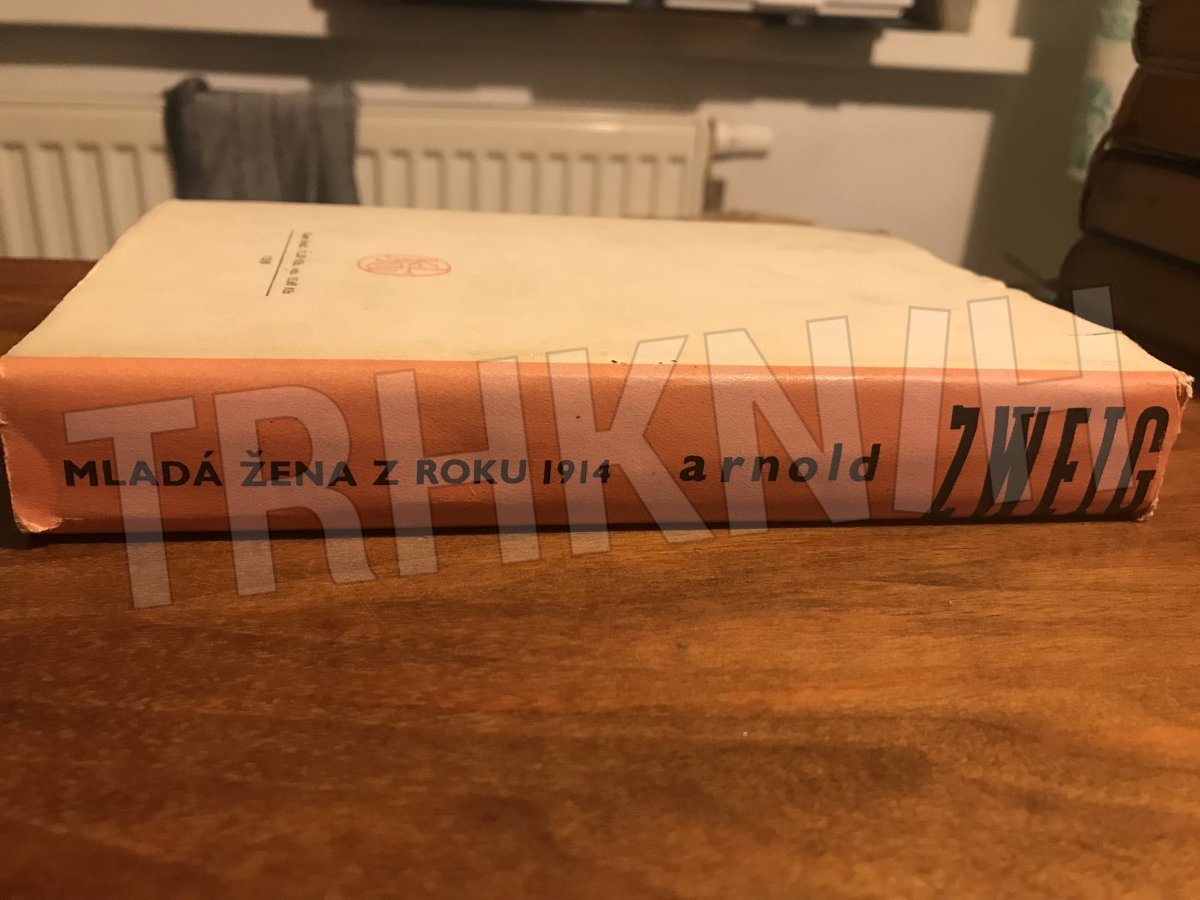 MLADÁ ŽENA Z ROKU 1914 arnold ZWEIG
TRHKNIH